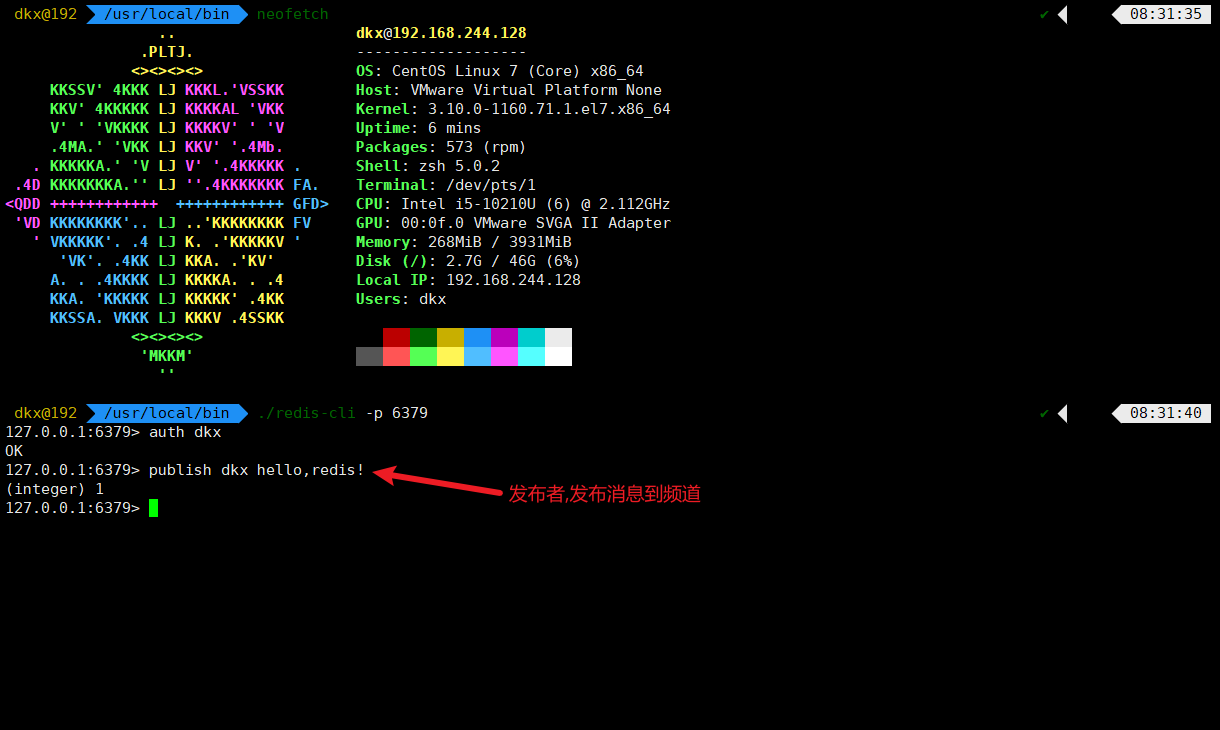 dkx@192 /usr/local/bin neofetch ✔ 08:31:35
.. dkx@192.168.244.128
.PLTJ. -------------------
<><><><> OS: CentOS Linux 7 (Core) x86_64
KKSSV' 4KKK LJ KKKL.'VSSKK Host: VMware Virtual Platform None
KKV' 4KKKKK LJ KKKKAL 'VKK Kernel: 3.10.0-1160.71.1.el7.x86_64
V' ' 'VKKKK LJ KKKKV' ' 'V Uptime: 6 mins
.4MA.' 'VKK LJ KKV' '.4Mb. Packages: 573 (rpm)
. KKKKKA.' 'V LJ V' '.4KKKKK . Shell: zsh 5.0.2
.4D KKKKKKKA.'' LJ ''.4KKKKKKK FA. Terminal: /dev/pts/1
<QDD ++++++++++++  ++++++++++++ GFD> CPU: Intel i5-10210U (6) @ 2.112GHz
'VD KKKKKKKK'.. LJ ..'KKKKKKKK FV GPU: 00:0f.0 VMware SVGA II Adapter
' VKKKKK'. .4 LJ K. .'KKKKKV ' Memory: 268MiB / 3931MiB
'VK'. .4KK LJ KKA. .'KV' Disk (/): 2.7G / 46G (6%)
A. . .4KKKK LJ KKKKA. . .4 Local IP: 192.168.244.128
KKA. 'KKKKK LJ KKKKK' .4KK Users: dkx
KKSSA. VKKK LJ KKKV .4SSKK
<><><><>
'MKKM'
''
dkx@192 /usr/local/bin ./redis-cli -p 6379 ✔ 08:31:40
127.0.0.1:6379> auth dkx
OK
127.0.0.1:6379> publish dkx hello,redis!
(integer) 1
发布者,发布消息到频道
127.0.0.1:6379>